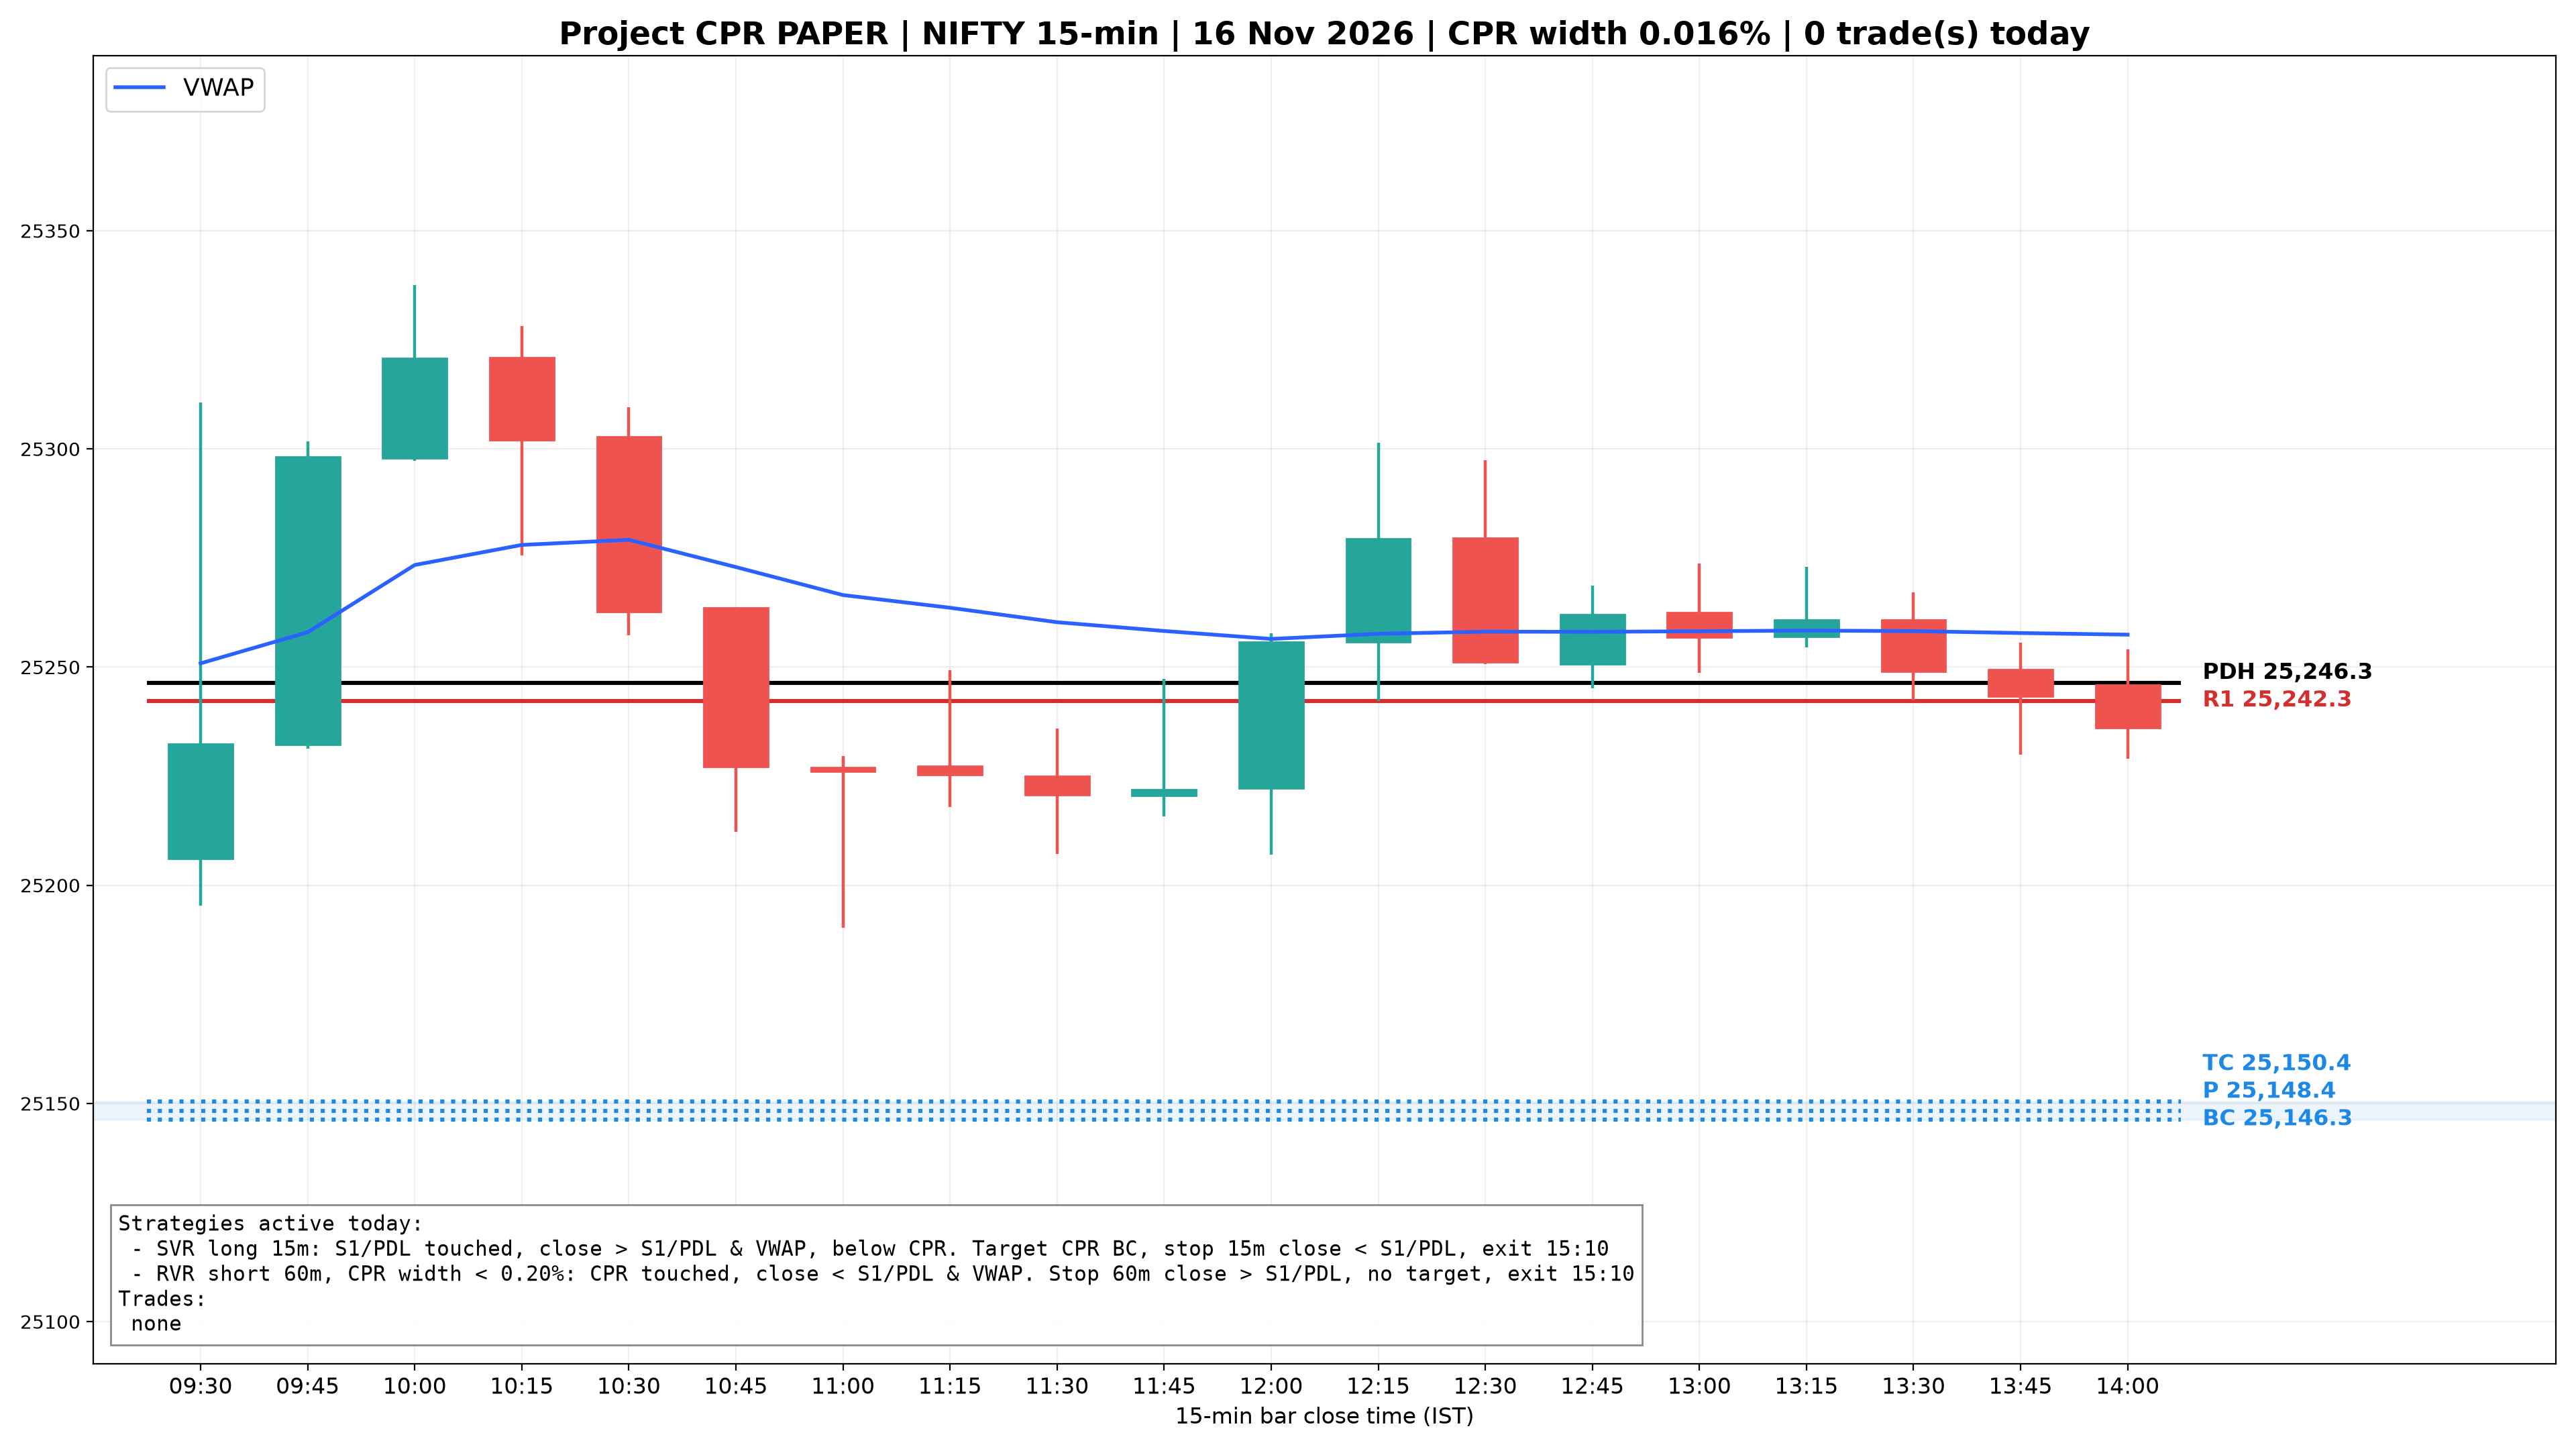 Project CPR PAPER | NIFTY 15-min | 16 Nov 2026 | CPR width 0.016% | 0 trade(s) today
VWAP
25350
25300
25250
25200
25150
25100
PDH 25,246.3
R1 25,242.3
TC 25,150.4
P 25,148.4
BC 25,146.3
Strategies active today:
- SVR long 15m: S1/PDL touched, close > S1/PDL & VWAP, below CPR. Target CPR BC, stop 15m close < S1/PDL, exit 15:10
- RVR short 60m, CPR width < 0.20%: CPR touched, close < S1/PDL & VWAP. Stop 60m close > S1/PDL, no target, exit 15:10
Trades:
none
09:30 09:45 10:00 10:15 10:30 10:45 11:00 11:15 11:30 11:45 12:00 12:15 12:30 12:45 13:00 13:15 13:30 13:45 14:00
15-min bar close time (IST)